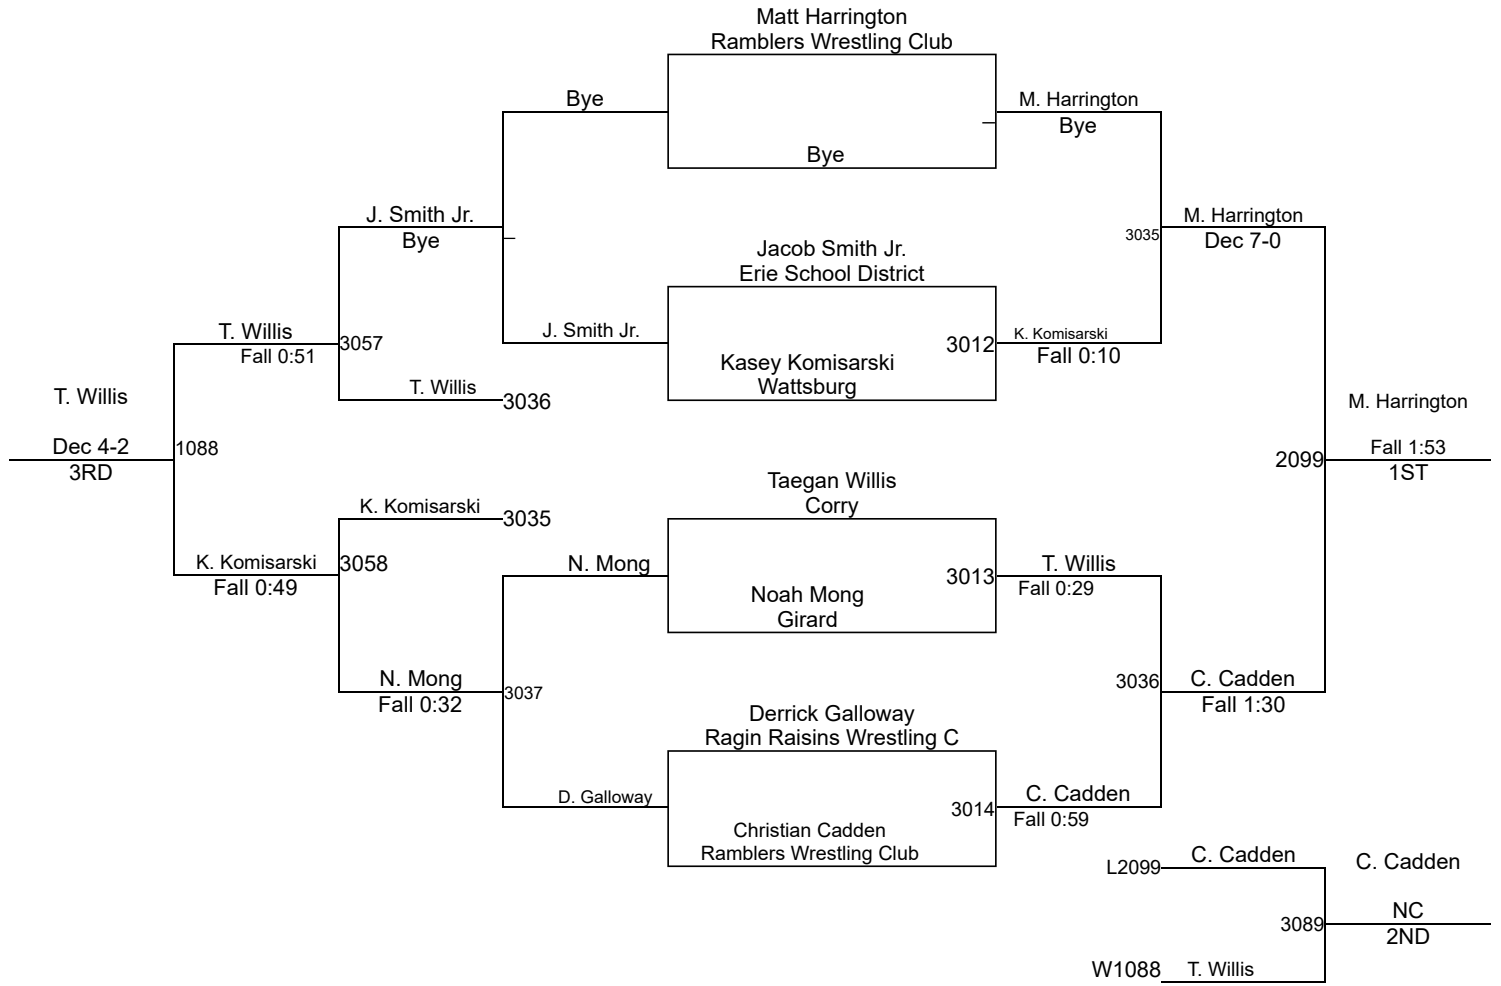 Matt Harrington
Ramblers Wrestling Club
Bye
M. Harrington
Bye
Bye
J. Smith Jr.
Bye
M. Harrington
Dec 7-0
3035
Jacob Smith Jr.
Erie School District
T. Willis
Fall 0:51
3057
J. Smith Jr.
Kasey Komisarski
Wattsburg
3012
K. Komisarski
Fall 0:10
T. Willis
3036
T. Willis
Dec 4-2
3RD
1088
M. Harrington
Fall 1:53
1ST
2099
Taegan Willis
Corry
K. Komisarski
3035
K. Komisarski
Fall 0:49
3058
N. Mong
Noah Mong
Girard
3013
T. Willis
Fall 0:29
N. Mong
Fall 0:32
3037
3036
C. Cadden
Fall 1:30
Derrick Galloway
Ragin Raisins Wrestling C
D. Galloway
Christian Cadden
Ramblers Wrestling Club
3014
C. Cadden
Fall 0:59
L2099
C. Cadden
C. Cadden
NC
2ND
3089
W1088
T. Willis